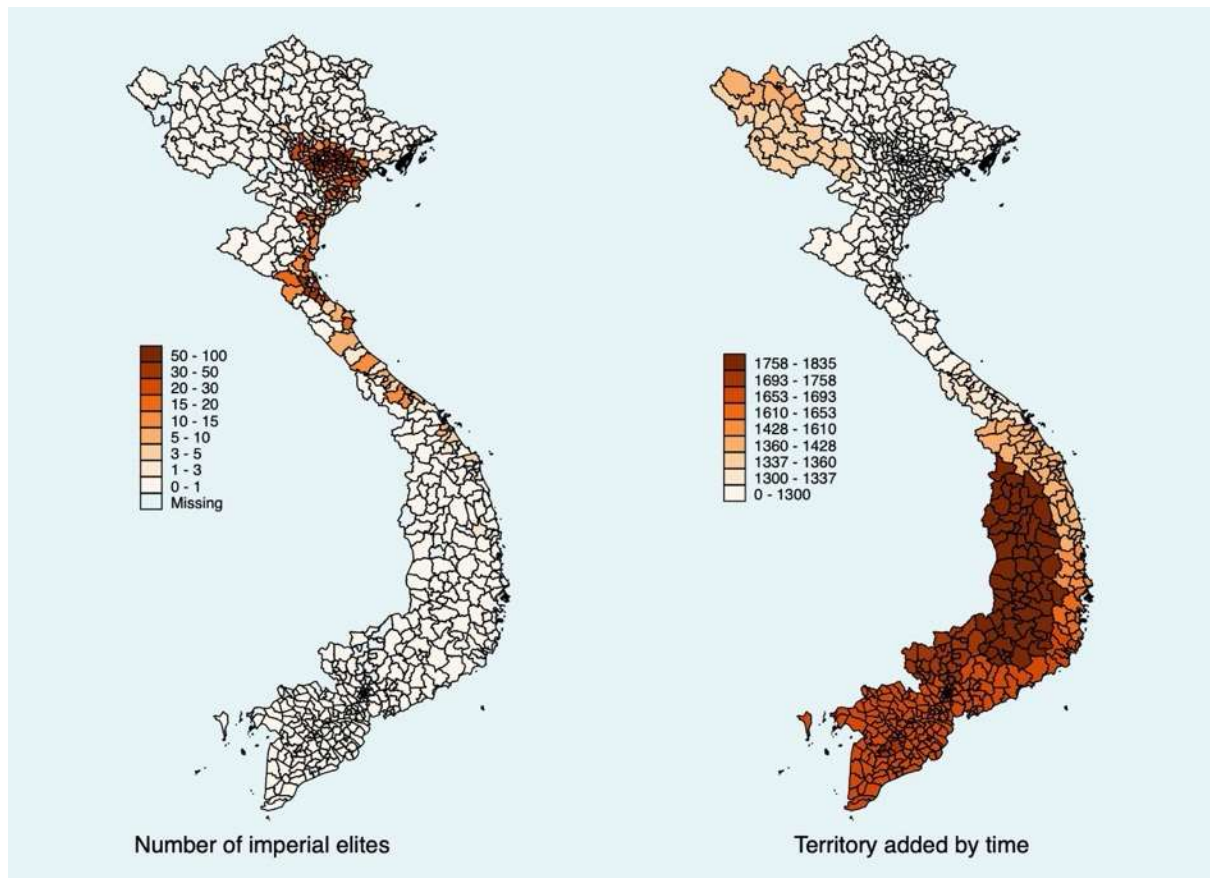 50 - 100
30 - 50
20 - 30
15 - 20
10 - 15
5 - 10
3 - 5
1 - 3
0 - 1
Missing
Number of imperial elites
1758 - 1835
1693 - 1758
1653 - 1693
1610 - 1653
1428 - 1610
1360 - 1428
1337 - 1360
1300 - 1337
0 - 1300
Territory added by time